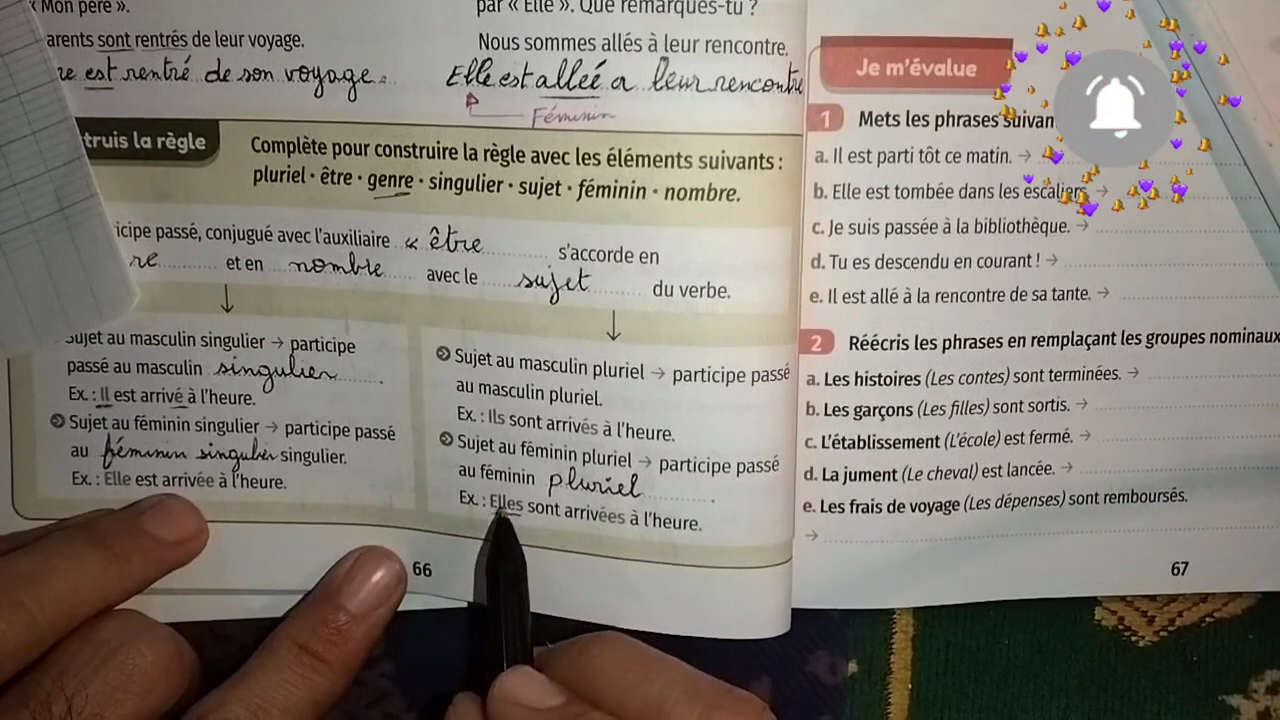 « Mon père ».
par « Elle ». Que remarques-tu ?
arents sont rentrés de leur voyage.
re est rentré de son voyage.
Nous sommes allés à leur rencontre.
Elle est alleé a leur rencontre
Féminin
truis la règle
Complète pour construire la règle avec les éléments suivants :
pluriel · être · genre · singulier · sujet · féminin · nombre.
icipe passé, conjugué avec l'auxiliaire « être s'accorde en
re et en nombre avec le sujet du verbe.
Sujet au masculin singulier → participe
passé au masculin singulier.
Ex. : Il est arrivé à l'heure.
Sujet au féminin singulier → participe passé
au féminin singulier singulier.
Ex. : Elle est arrivée à l'heure.
Sujet au masculin pluriel → participe passé
au masculin pluriel.
Ex. : Ils sont arrivés à l'heure.
Sujet au féminin pluriel → participe passé
au féminin pluriel.
Ex. : Elles sont arrivées à l'heure.
66
Je m'évalue
1 Mets les phrases suivan
a. Il est parti tôt ce matin. →
b. Elle est tombée dans les escaliers. →
c. Je suis passée à la bibliothèque. →
d. Tu es descendu en courant ! →
e. Il est allé à la rencontre de sa tante. →
2 Réécris les phrases en remplaçant les groupes nominaux
a. Les histoires (Les contes) sont terminées. →
b. Les garçons (Les filles) sont sortis. →
c. L'établissement (L'école) est fermé. →
d. La jument (Le cheval) est lancée. →
e. Les frais de voyage (Les dépenses) sont remboursés.
→
67